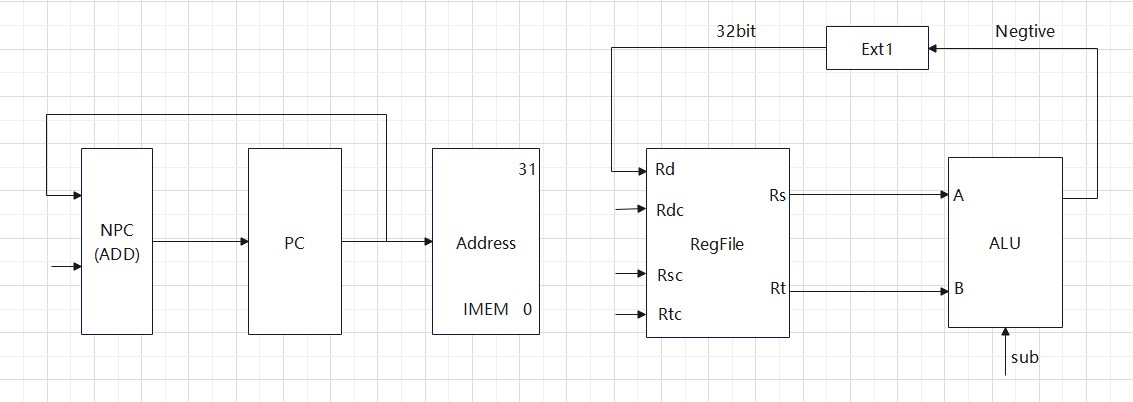 32bit
Ext1
Negtive
NPC
(ADD)
PC
31
Address
IMEM 0
Rd
Rdc
Rs
RegFile
Rsc
Rt
Rtc
A
ALU
B
sub